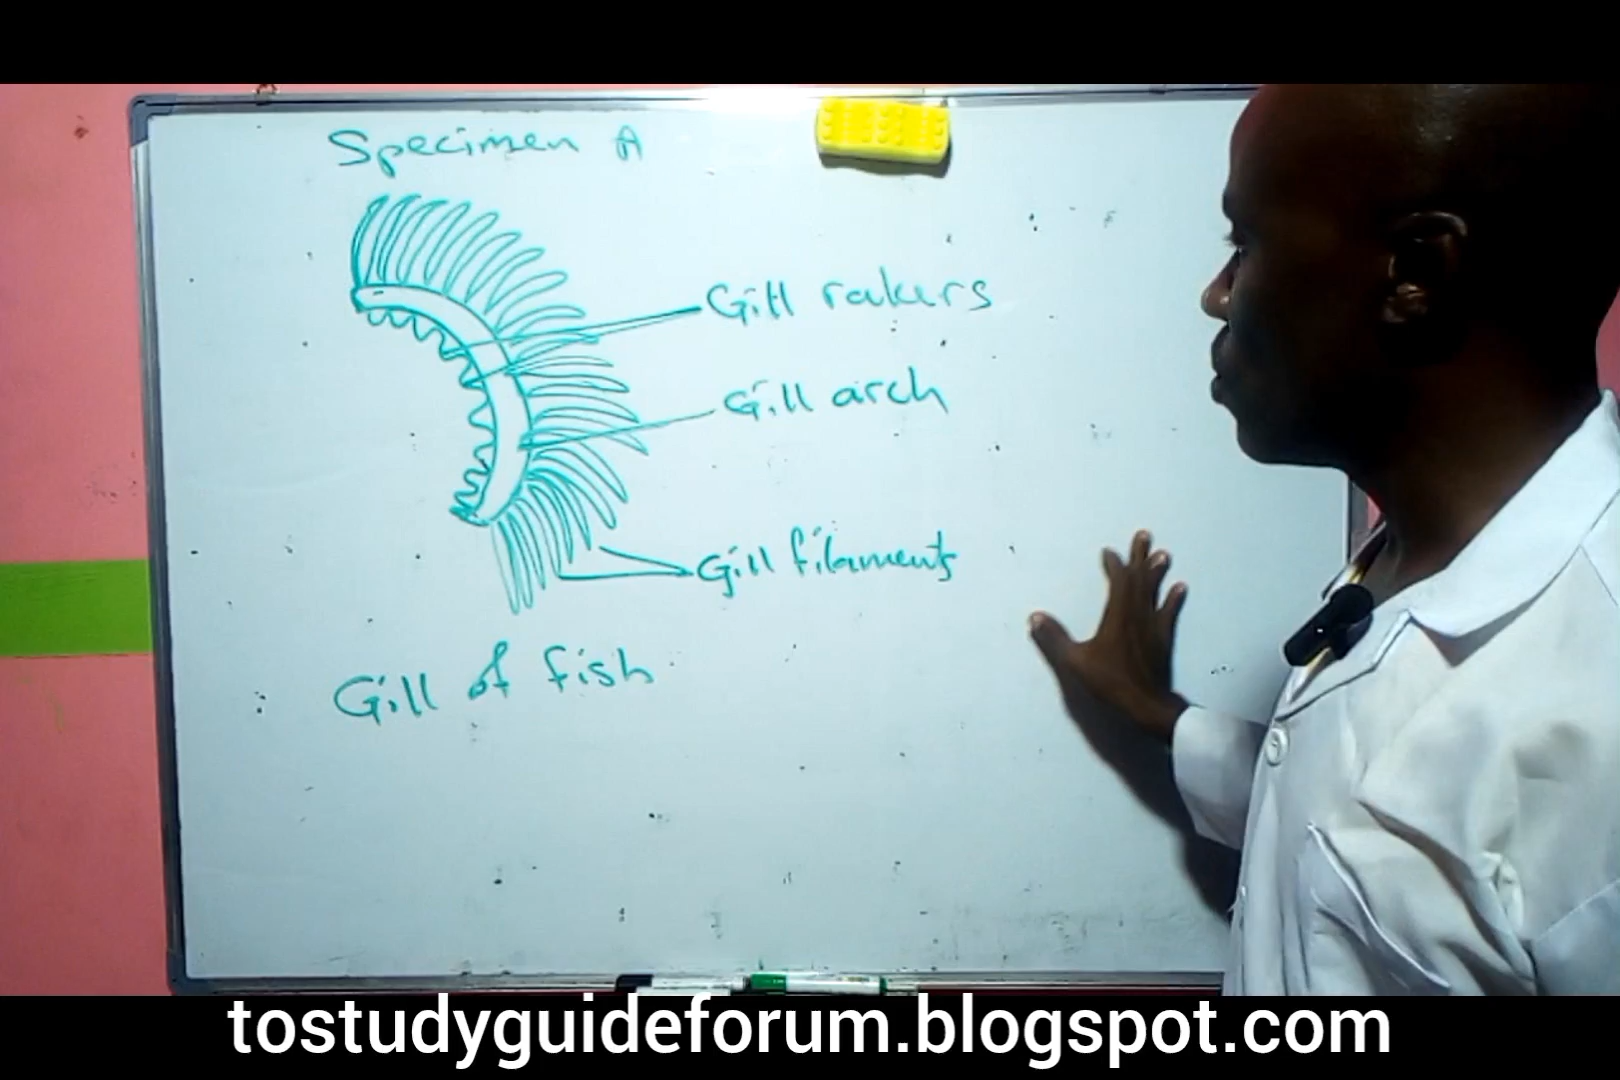 Specimen A
Gill rakers
Gill arch
Gill filaments
Gill of fish
tostudyguideforum.blogspot.com